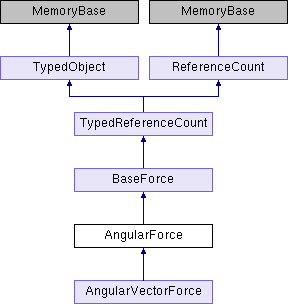 MemoryBase
MemoryBase
TypedObject
ReferenceCount
TypedReferenceCount
BaseForce
AngularForce
AngularVectorForce